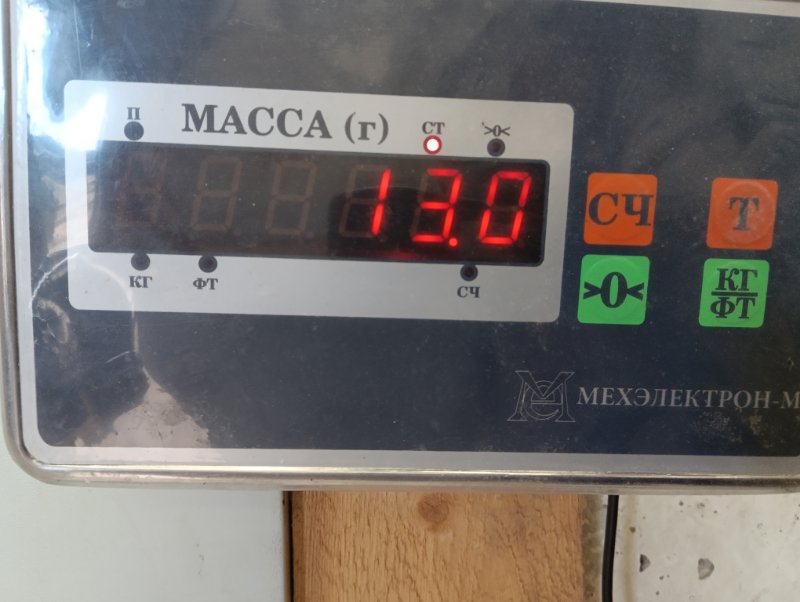 П МАССА (г) СТ >0<
13.0
КГ ФТ СЧ
СЧ Т
>0< КГ
ФТ
МЕХЭЛЕКТРОН-М